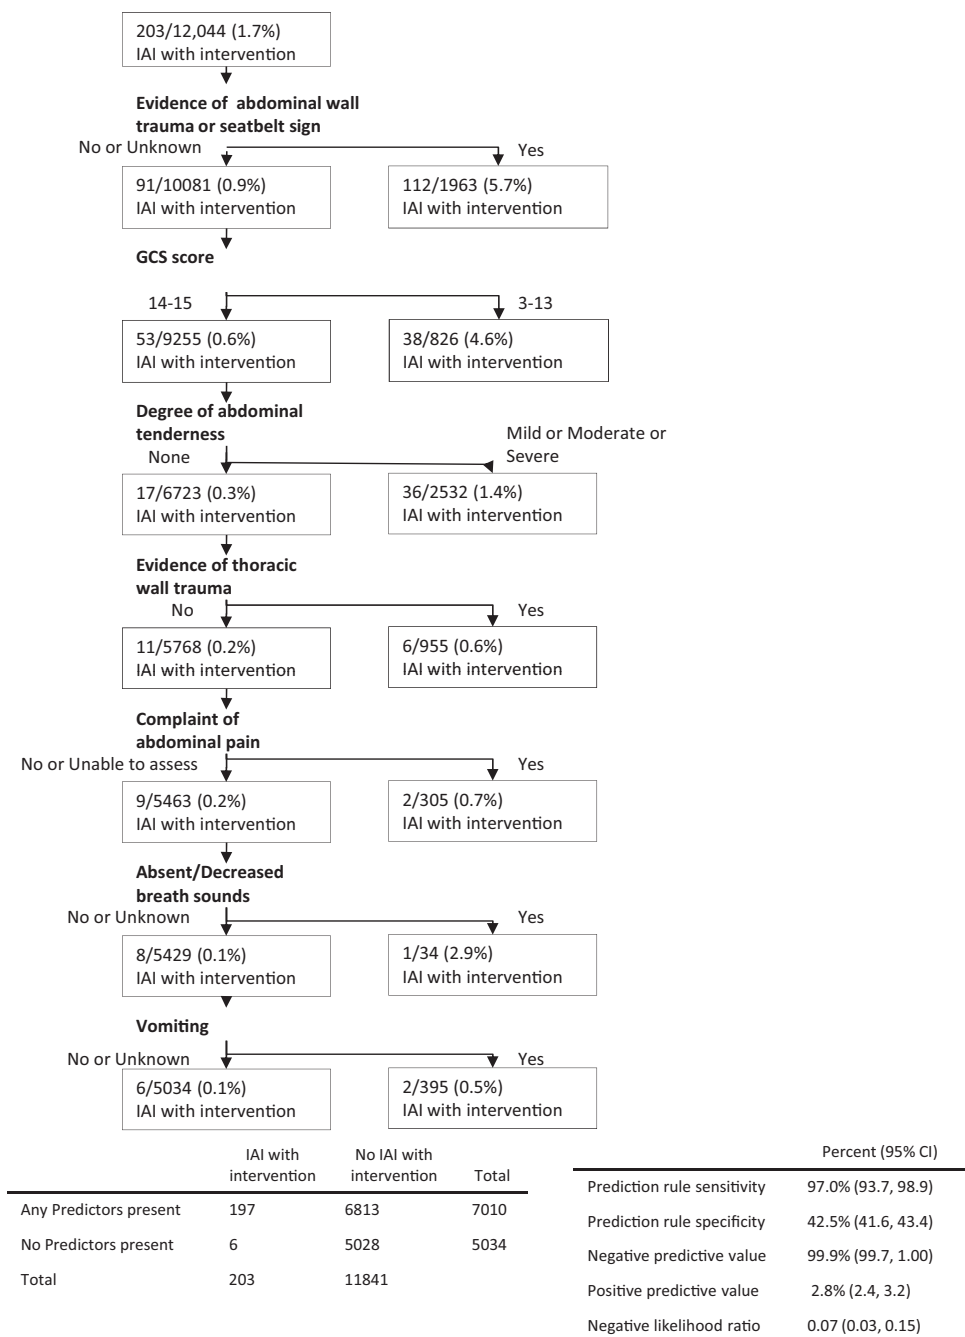 203/12,044 (1.7%)
IAI with intervention
Evidence of abdominal wall
trauma or seatbelt sign
No or Unknown
Yes
91/10081 (0.9%)
IAI with intervention
112/1963 (5.7%)
IAI with intervention
GCS score
14-15
3-13
53/9255 (0.6%)
IAI with intervention
38/826 (4.6%)
IAI with intervention
Degree of abdominal
tenderness
None
Mild or Moderate or
Severe
17/6723 (0.3%)
IAI with intervention
36/2532 (1.4%)
IAI with intervention
Evidence of thoracic
wall trauma
No
Yes
11/5768 (0.2%)
IAI with intervention
6/955 (0.6%)
IAI with intervention
Complaint of
abdominal pain
No or Unable to assess
Yes
9/5463 (0.2%)
IAI with intervention
2/305 (0.7%)
IAI with intervention
Absent/Decreased
breath sounds
No or Unknown
Yes
8/5429 (0.1%)
IAI with intervention
1/34 (2.9%)
IAI with intervention
Vomiting
No or Unknown
Yes
6/5034 (0.1%)
IAI with intervention
2/395 (0.5%)
IAI with intervention
IAI with intervention No IAI with intervention Total
Any Predictors present 197 6813 7010
No Predictors present 6 5028 5034
Total 203 11841
Percent (95% CI)
Prediction rule sensitivity 97.0% (93.7, 98.9)
Prediction rule specificity 42.5% (41.6, 43.4)
Negative predictive value 99.9% (99.7, 1.00)
Positive predictive value 2.8% (2.4, 3.2)
Negative likelihood ratio 0.07 (0.03, 0.15)